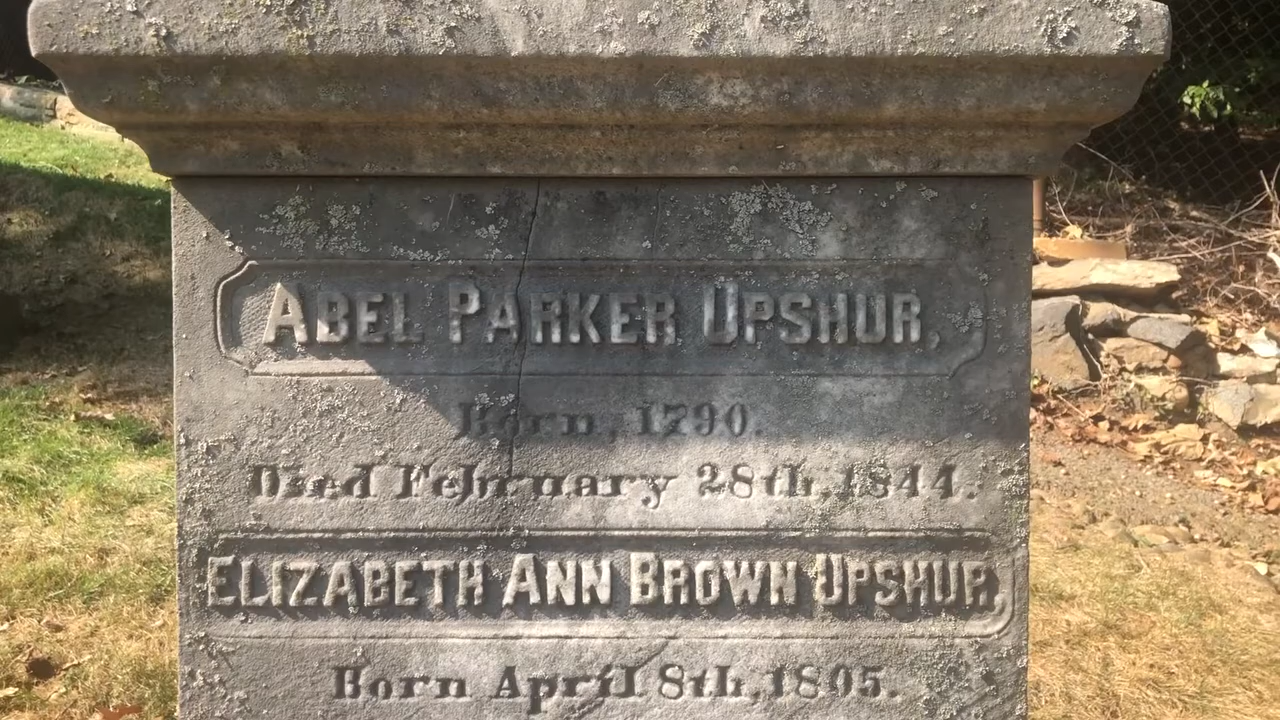 ABEL PARKER UPSHUR,
Born, 1790.
Died February 28th, 1844.
ELIZABETH ANN BROWN UPSHUR,
Born April 8th, 1805.